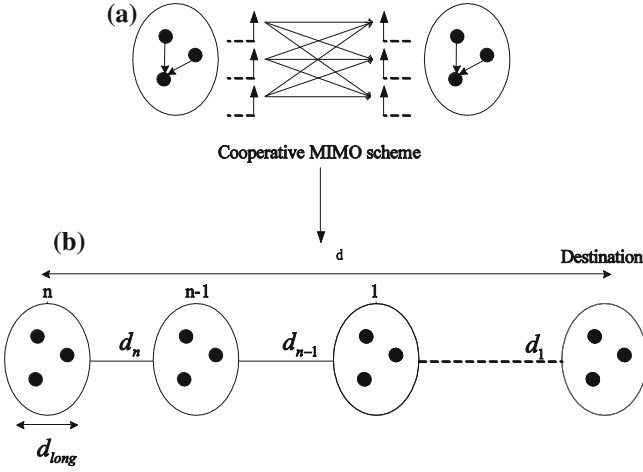 (a)
Cooperative MIMO scheme
(b)
d
Destination
n
n-1
1
d_n
d_{n-1}
d_1
d_{long}